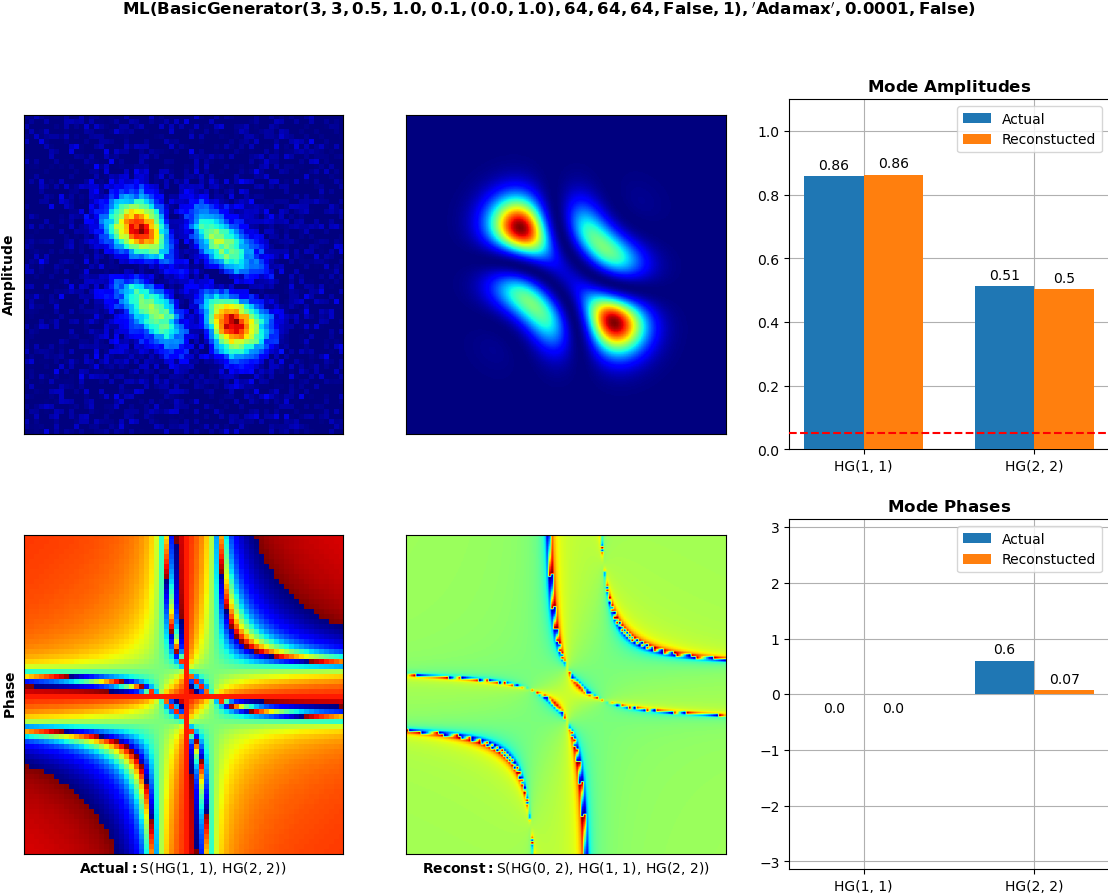 ML(BasicGenerator(3, 3, 0.5, 1.0, 0.1, (0.0, 1.0), 64, 64, 64, False, 1), ′Adamax′, 0.0001, False)
Amplitude
Mode Amplitudes
Actual
Reconstucted
1.0
0.8
0.6
0.4
0.2
0.0
0.86
0.86
0.51
0.5
HG(1, 1)
HG(2, 2)
Phase
Actual: S(HG(1, 1), HG(2, 2))
Reconst: S(HG(0, 2), HG(1, 1), HG(2, 2))
Mode Phases
Actual
Reconstucted
3
2
1
0
−1
−2
−3
0.0
0.0
0.6
0.07
HG(1, 1)
HG(2, 2)